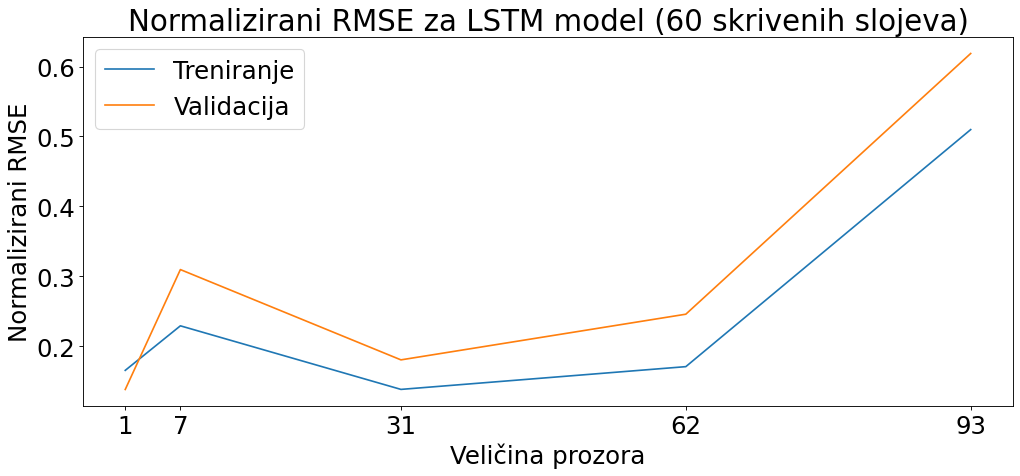 Normalizirani RMSE za LSTM model (60 skrivenih slojeva)
Treniranje
Validacija
Normalizirani RMSE
0.6
0.5
0.4
0.3
0.2
1 7 31 62 93
Veličina prozora